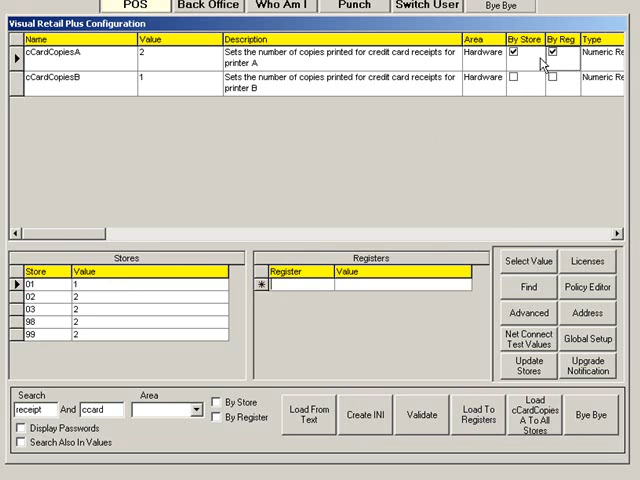 POS Back Office Who Am I Punch Switch User Bye Bye
Visual Retail Plus Configuration
Name Value Description Area By Store By Reg Type
cCardCopiesA 2 Sets the number of copies printed for credit card receipts for Hardware Numeric Re
printer A
cCardCopiesB 1 Sets the number of copies printed for credit card receipts for Hardware Numeric Re
printer B
Stores
Store Value
01 1
02 2
03 2
98 2
99 2
Registers
Register Value
Select Value Licenses
Find Policy Editor
Advanced Address
Net Connect
Test Values
Global Setup
Update
Stores
Upgrade
Notification
Search Area
receipt And ccard
Display Passwords
Search Also In Values
By Store
By Register
Load From
Text
Create INI
Validate
Load To
Registers
Load
cCardCopies
A To All
Stores
Bye Bye